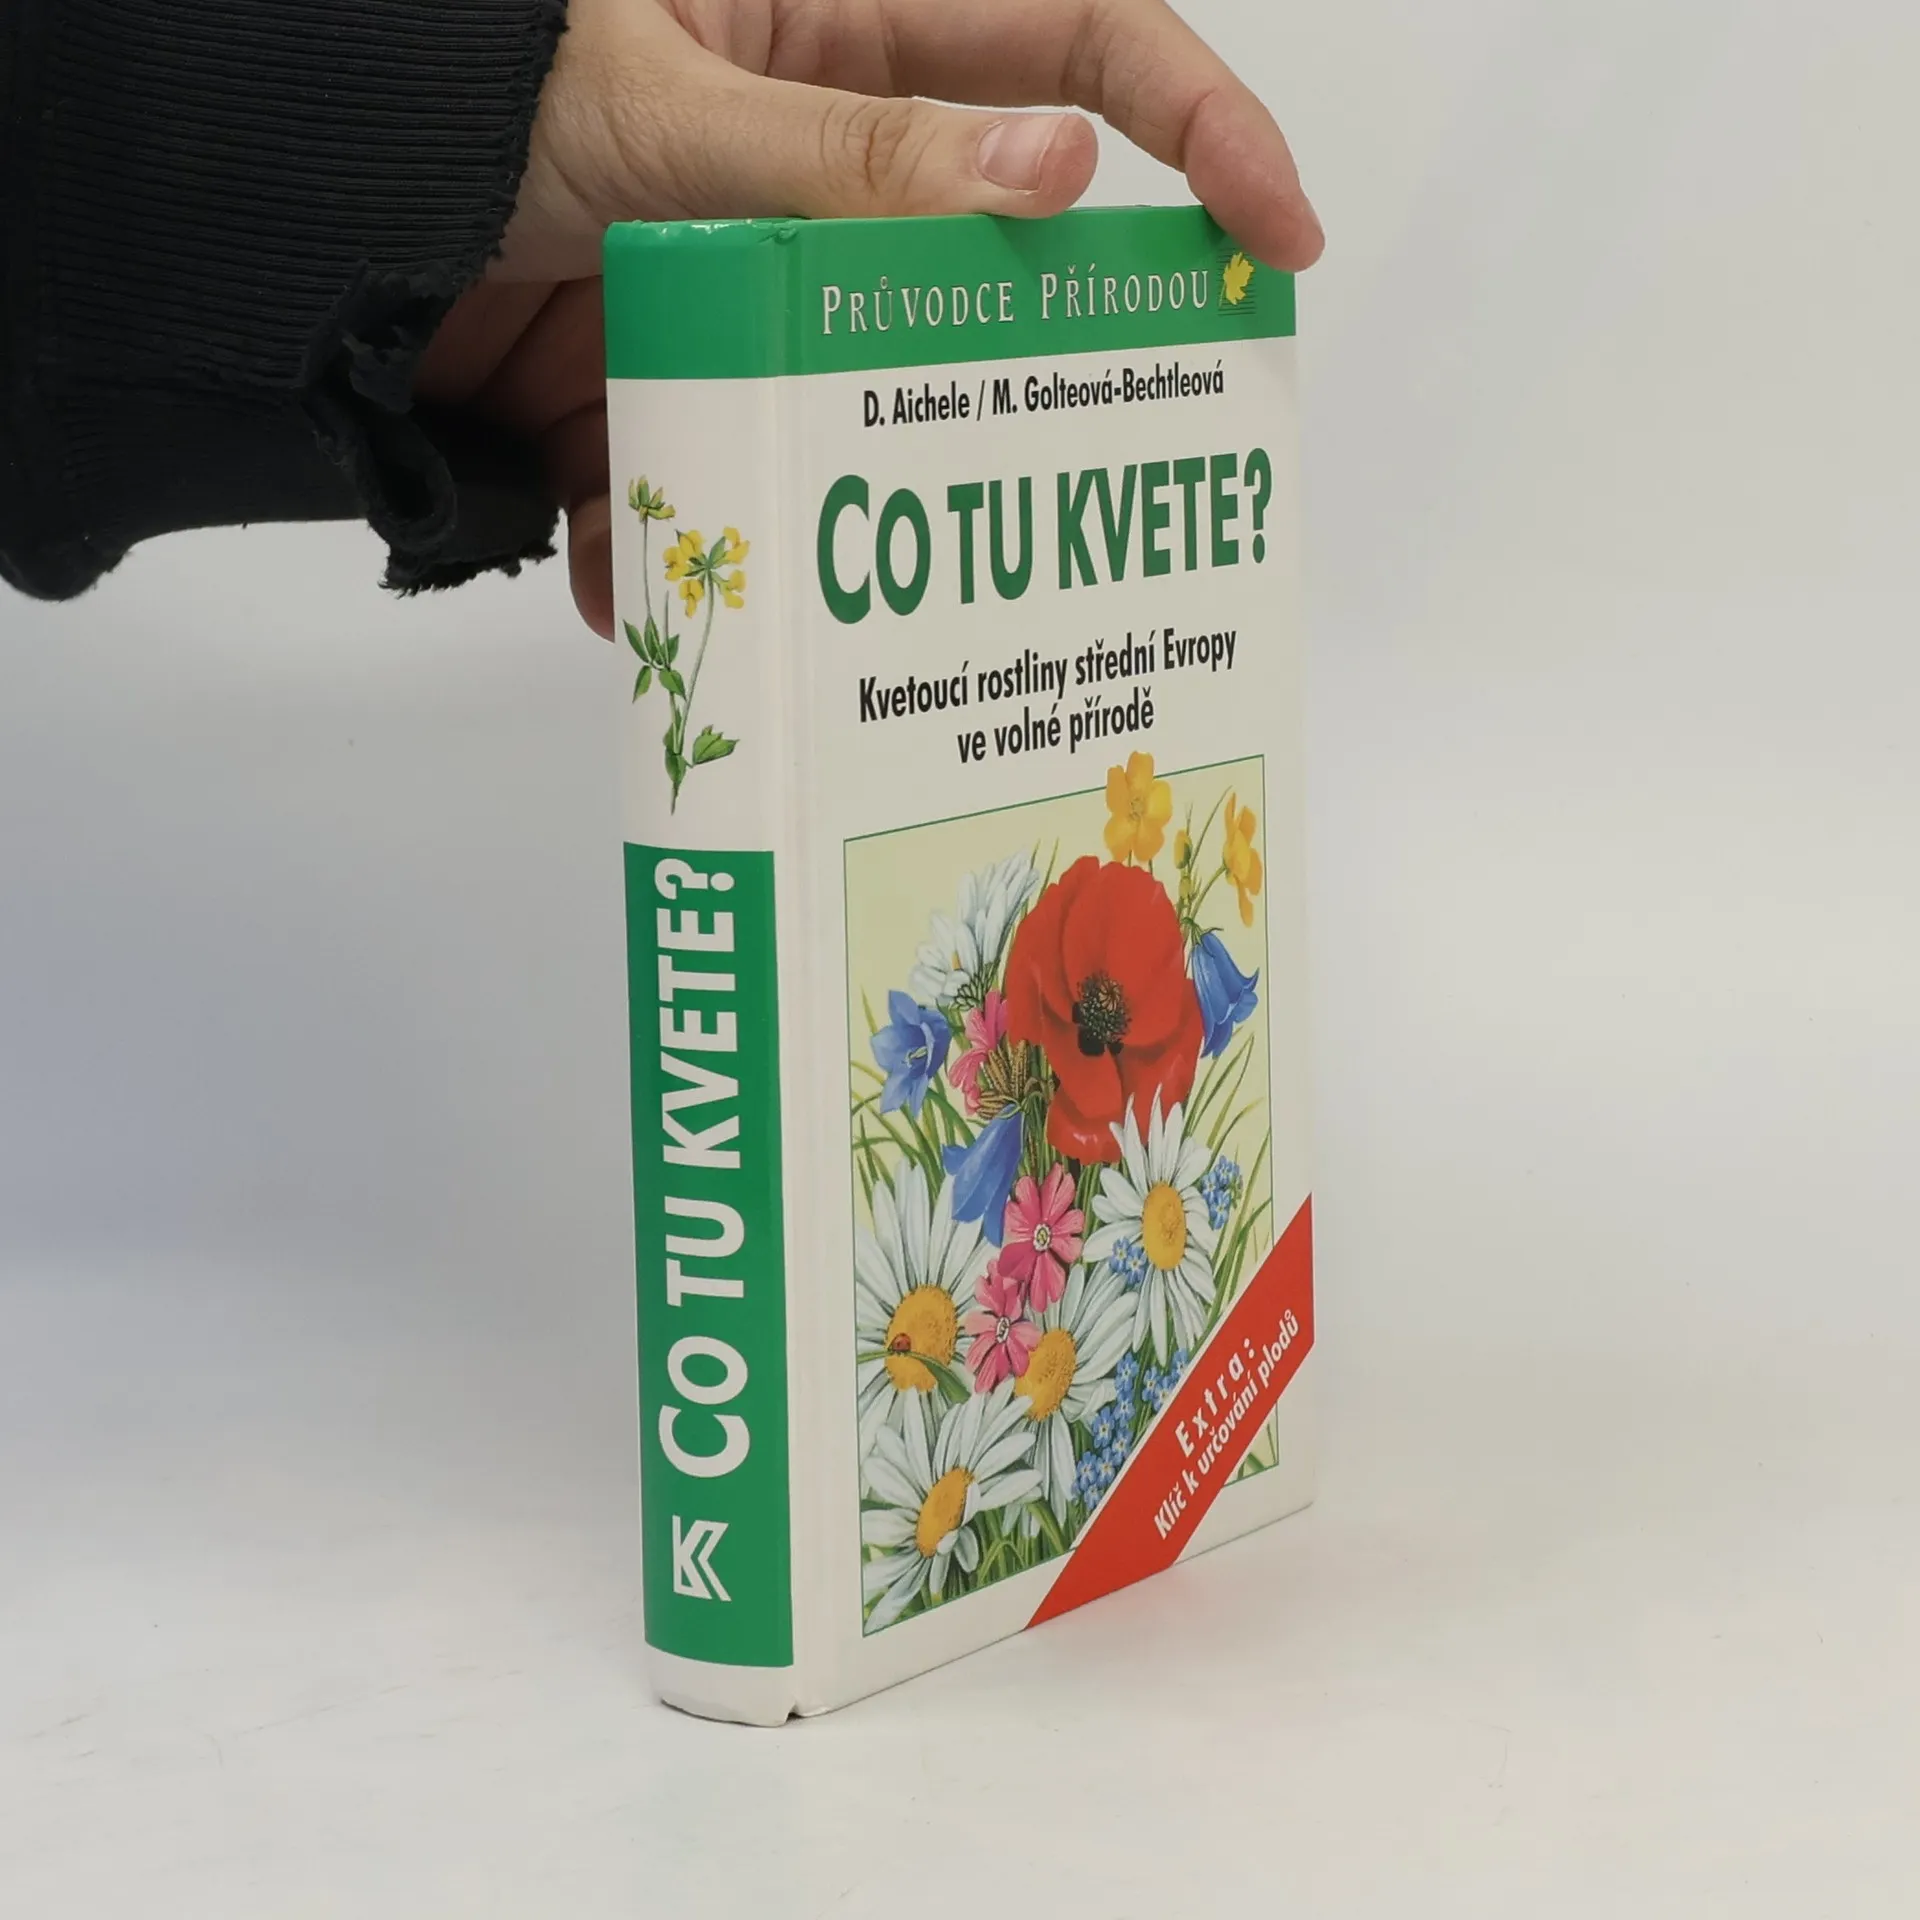 PRŮVODCE PŘÍRODOU
D. Aichele / M. Golteová-Bechtleová
CO TU KVETE?
Kvetoucí rostliny střední Evropy
ve volné přírodě
Extra:
Klíč k určování plodů
CO TU KVETE?